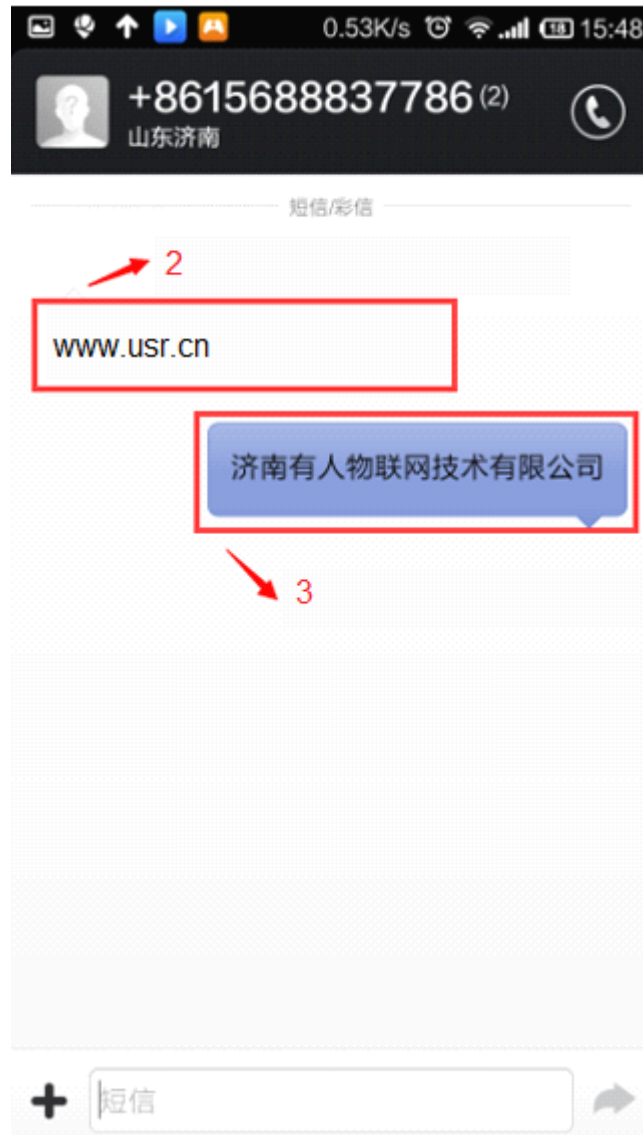 0.53K/s 18 15:48
+8615688837786 (2)
山东济南
短信/彩信
2
www.usr.cn
济南有人物联网技术有限公司
3
短信